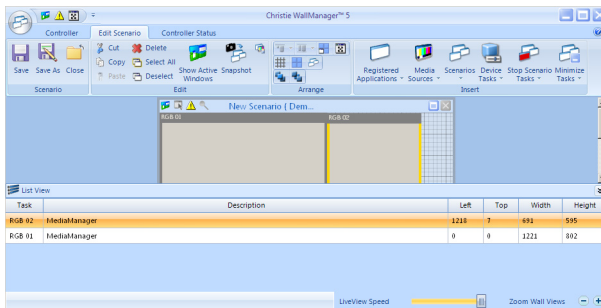 Christie WallManager™ 5
Controller Edit Scenario Controller Status
Cut Delete
Copy Select All
Paste Deselect
Save Save As Close
Show Active Windows
Snapshot
Registered Applications
Media Sources
Scenarios
Device Tasks
Stop Scenario Tasks
Minimize Tasks
Scenario Edit Arrange Insert
New Scenario ( Dem...
RGB 01 RGB 02
List View
Task Description Left Top Width Height
RGB 02 MediaManager 1218 7 691 595
RGB 01 MediaManager 0 0 1221 802
LiveView Speed Zoom Wall Views